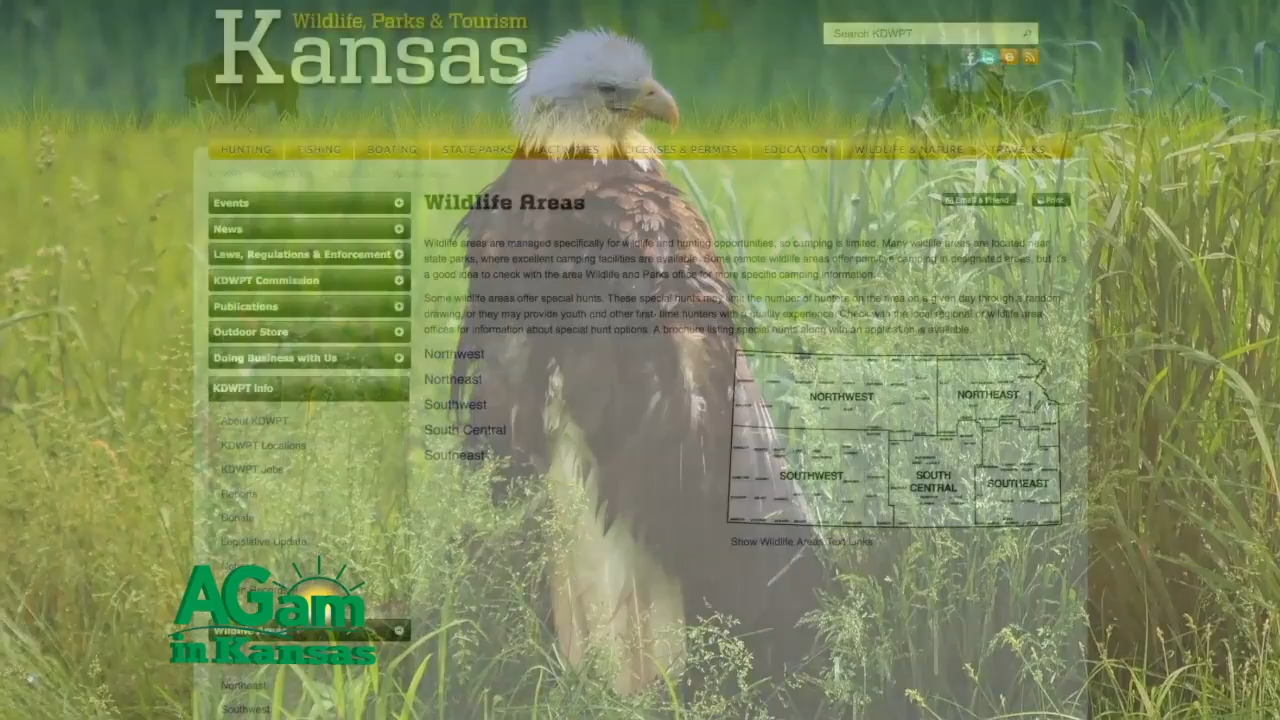 Wildlife, Parks & Tourism
Kansas
Search KDWPT
HUNTING FISHING BOATING STATE PARKS ACTIVITIES LICENSES & PERMITS EDUCATION WILDLIFE & NATURE TRAVELKS
Events
News
Laws, Regulations & Enforcement
KDWPT Commission
Publications
Outdoor Store
Doing Business with Us
KDWPT Info
About KDWPT
KDWPT Locations
KDWPT Jobs
Reports
Donate
Legislative Update
Wildlife Areas
Northeast
Southwest
Wildlife Areas
Email a Friend
Print
Wildlife areas are managed specifically for wildlife and hunting opportunities, so camping is limited. Many wildlife areas are located near
state parks, where excellent camping facilities are available. Some remote wildlife areas offer primitive camping in designated areas, but it's
a good idea to check with the area Wildlife and Parks office for more specific camping information.
Some wildlife areas offer special hunts. These special hunts may limit the number of hunters on the area on a given day through a random
drawing, or they may provide youth and other first- time hunters with a quality experience. Check with the local regional or wildlife area
offices for information about special hunt options. A brochure listing special hunts along with an application is available.
Northwest
Northeast
Southwest
South Central
Southeast
NORTHWEST
NORTHEAST
SOUTHWEST
SOUTH
CENTRAL
SOUTHEAST
Show Wildlife Areas Text Links
AGam
in Kansas